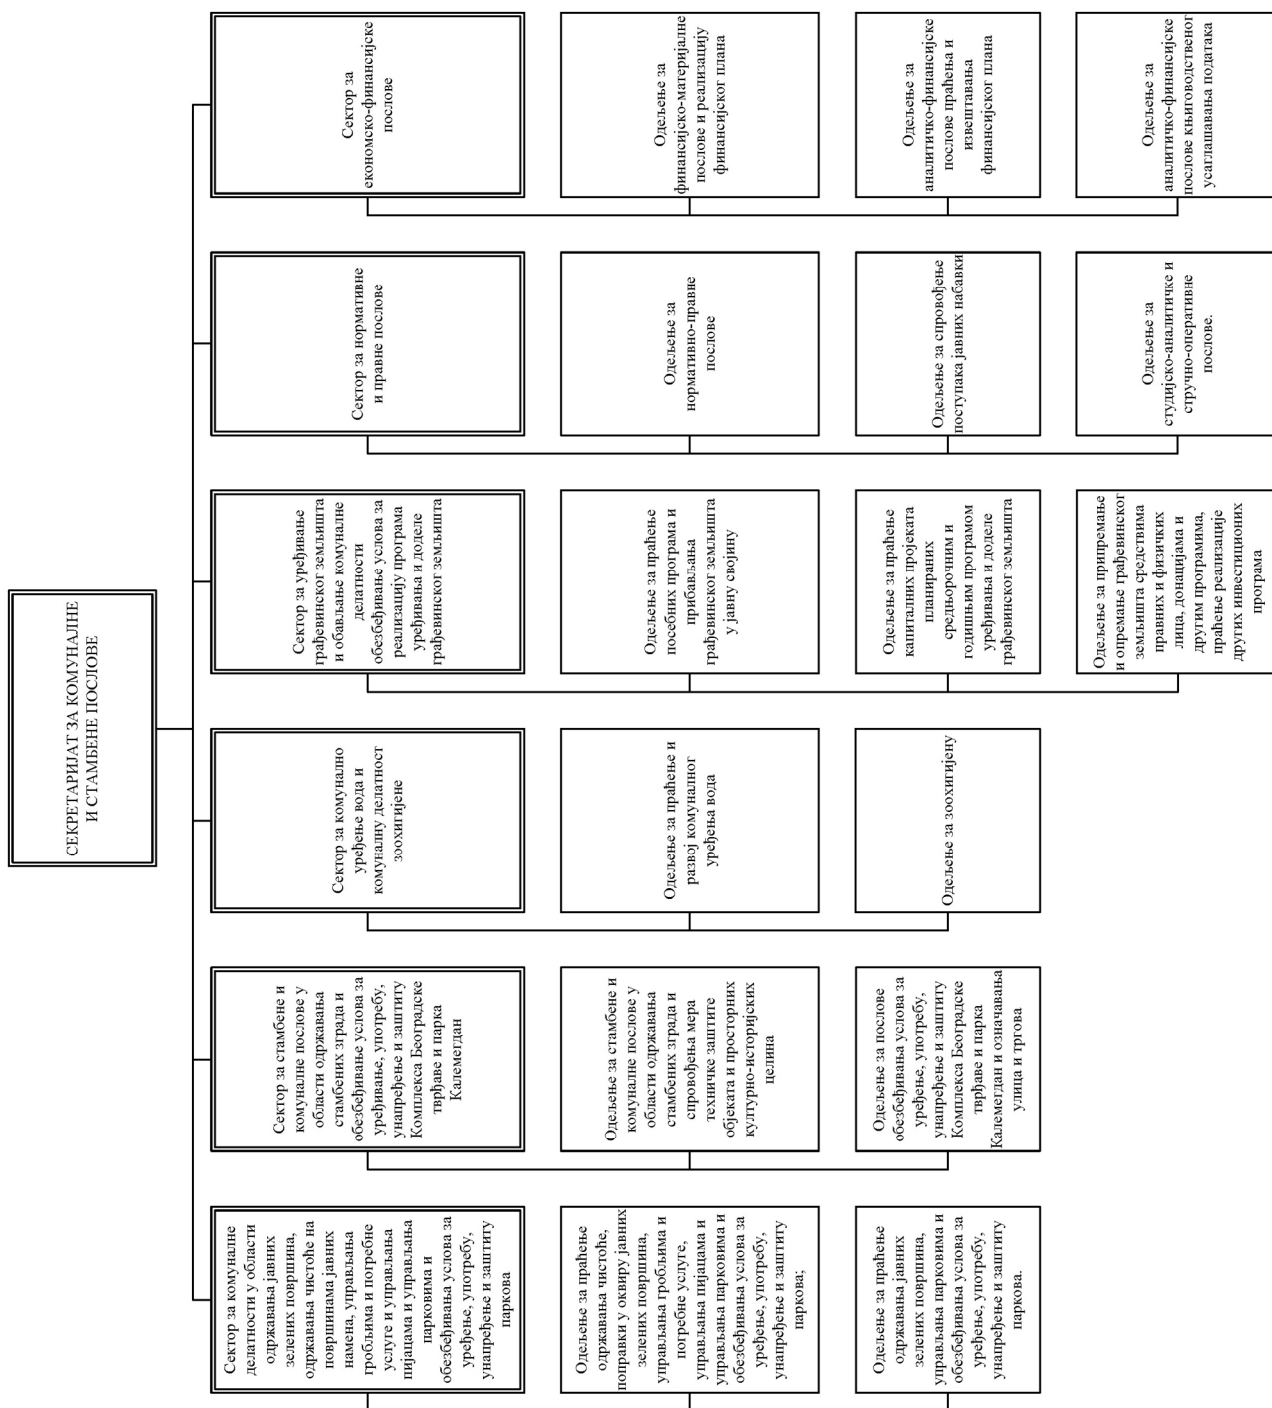 СЕКРЕТАРИЈАТ ЗА КОМУНАЛНЕ
И СТАМБЕНЕ ПОСЛОВЕ
Сектор за комуналне
делатности у области
одржавања јавних
зелених површина,
одржавања чистоће на
површинама јавних
намена, управљања
гробљима и погребне
услуге и управљања
пијацама и управљања
парковима и
обезбеђивања услова за
уређење, употребу,
унапређење и заштиту
паркова
Одељење за праћење
одржавања чистоће,
поправки у оквиру јавних
зелених површина,
управљања гробљима и
погребне услуге,
управљања пијацама и
управљања парковима и
обезбеђивања услова за
уређење, употребу,
унапређење и заштиту
паркова;
Одељење за праћење
одржавања јавних
зелених површина,
управљања парковима и
обезбеђивања услова за
уређење, употребу,
унапређење и заштиту
паркова.
Сектор за стамбене и
комуналне послове у
области одржавања
стамбених зграда и
обезбеђивање услова за
уређивање, употребу,
унапређење и заштиту
Комплекса Београдске
тврђаве и парка
Калемегдан
Одељење за стамбене и
комуналне послове у
области одржавања
стамбених зграда и
спровођења мера
техничке заштите
објеката и просторних
културно-историјских
целина
Одељење за послове
обезбеђивања услова за
уређење, употребу,
унапређење и заштиту
Комплекса Београдске
тврђаве и парка
Калемегдан и означавања
улица и тргова
Сектор за комунално
уређење вода и
комуналну делатност
зоохигијене
Одељење за праћење и
развој комуналног
уређења вода
Одељење за зоохигијену
Сектор за уређивање
грађевинског земљишта
и обављање комуналне
делатности
обезбеђивање услова за
реализацију програма
уређивања и доделе
грађевинског земљишта
Одељење за праћење
посебних програма и
прибављања
грађевинског земљишта
у јавну својину
Одељење за праћење
капиталних пројеката
планираних
средњорочним и
годишњим програмом
уређивања и доделе
грађевинског земљишта
Одељење за припремање
и опремање грађевинског
земљишта средствима
правних и физичких
лица, донацијама и
другим програмима,
праћење реализације
других инвестиционих
програма
Сектор за нормативне
и правне послове
Одељење за
нормативно-правне
послове
Одељење за спровођење
поступака јавних набавки
Одељење за
студијско-аналитичке и
стручно-оперативне
послове.
Сектор за
економско-финансијске
послове
Одељење за
финансијско-материјалне
послове и реализацију
финансијског плана
Одељење за
аналитичко-финансијске
послове праћења и
извештавања
финансијског плана
Одељење за
аналитичко-финансијске
послове књиговодственог
усаглашавања података